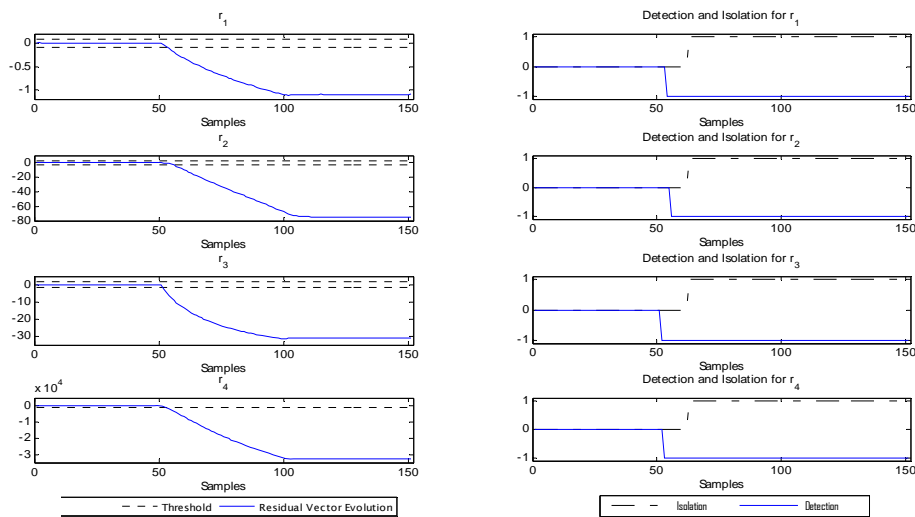 r1
0
-0.5
-1
0 50 100 150
Samples
r2
0
-20
-40
-60
-80
0 50 100 150
Samples
r3
0
-10
-20
-30
0 50 100 150
Samples
x 10^4
r4
0
-1
-2
-3
0 50 100 150
Samples
Threshold Residual Vector Evolution
Detection and Isolation for r1
1
0
-1
0 50 100 150
Samples
Detection and Isolation for r2
1
0
-1
0 50 100 150
Samples
Detection and Isolation for r3
1
0
-1
0 50 100 150
Samples
Detection and Isolation for r4
1
0
-1
0 50 100 150
Samples
Isolation Detection